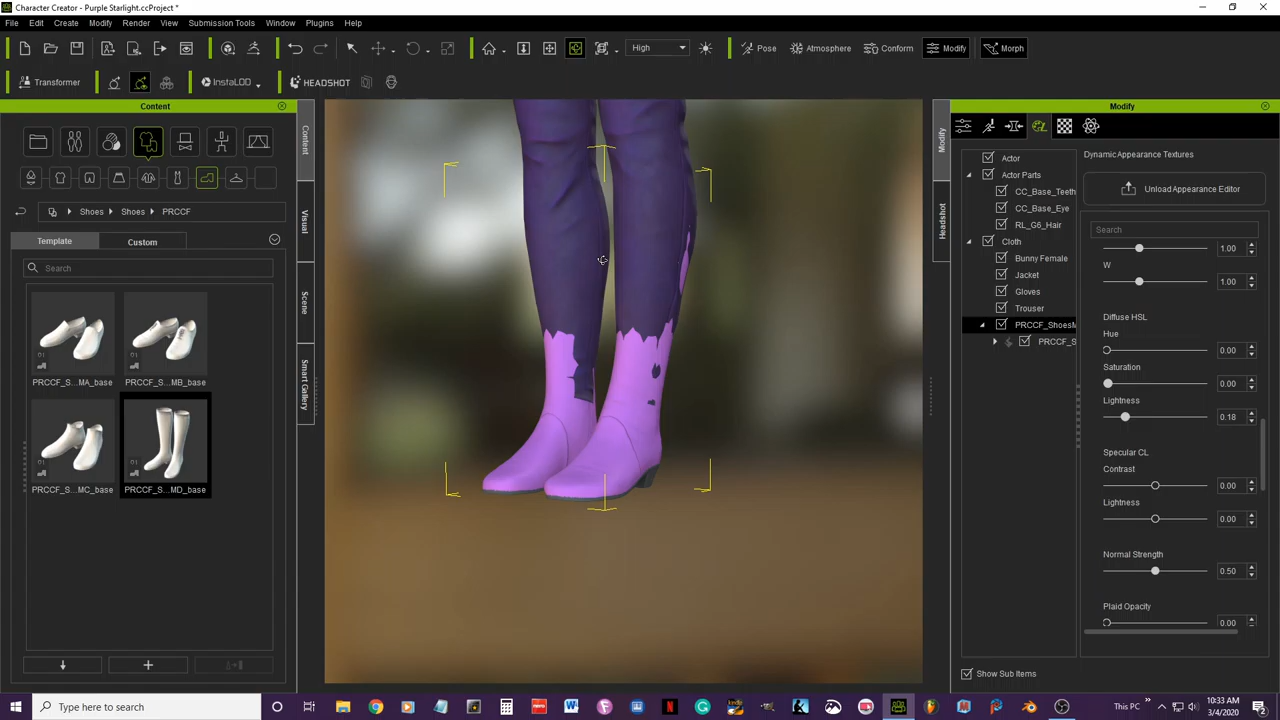 Character Creator - Purple Starlight.ccProject *
File Edit Create Modify Render Submission Tools Window Plugins Help
High Pose Atmosphere Conform Modify Morph
Transformer InstaLOD HEADSHOT
Content
Modify
Shoes Shoes PRCCF
Template Custom
Search
PRCCF_S...MA_base PRCCF_S...MB_base
PRCCF_S...MC_base PRCCF_S...MD_base
Content
Visual
Scene
Smart Gallery
Modify
Headshot
Actor
Actor Parts
CC_Base_Teeth
CC_Base_Eye
RL_G6_Hair
Cloth
Bunny Female
Jacket
Gloves
Trouser
PRCCF_ShoesM
PRCCF_S
Show Sub Items
Dynamic Appearance Textures
Unload Appearance Editor
Search
1.00
W
1.00
Diffuse HSL
Hue
0.00
Saturation
0.00
Lightness
0.18
Specular CL
Contrast
0.00
Lightness
0.00
Normal Strength
0.50
Plaid Opacity
0.00
Type here to search
This PC
10:33 AM
3/4/2020